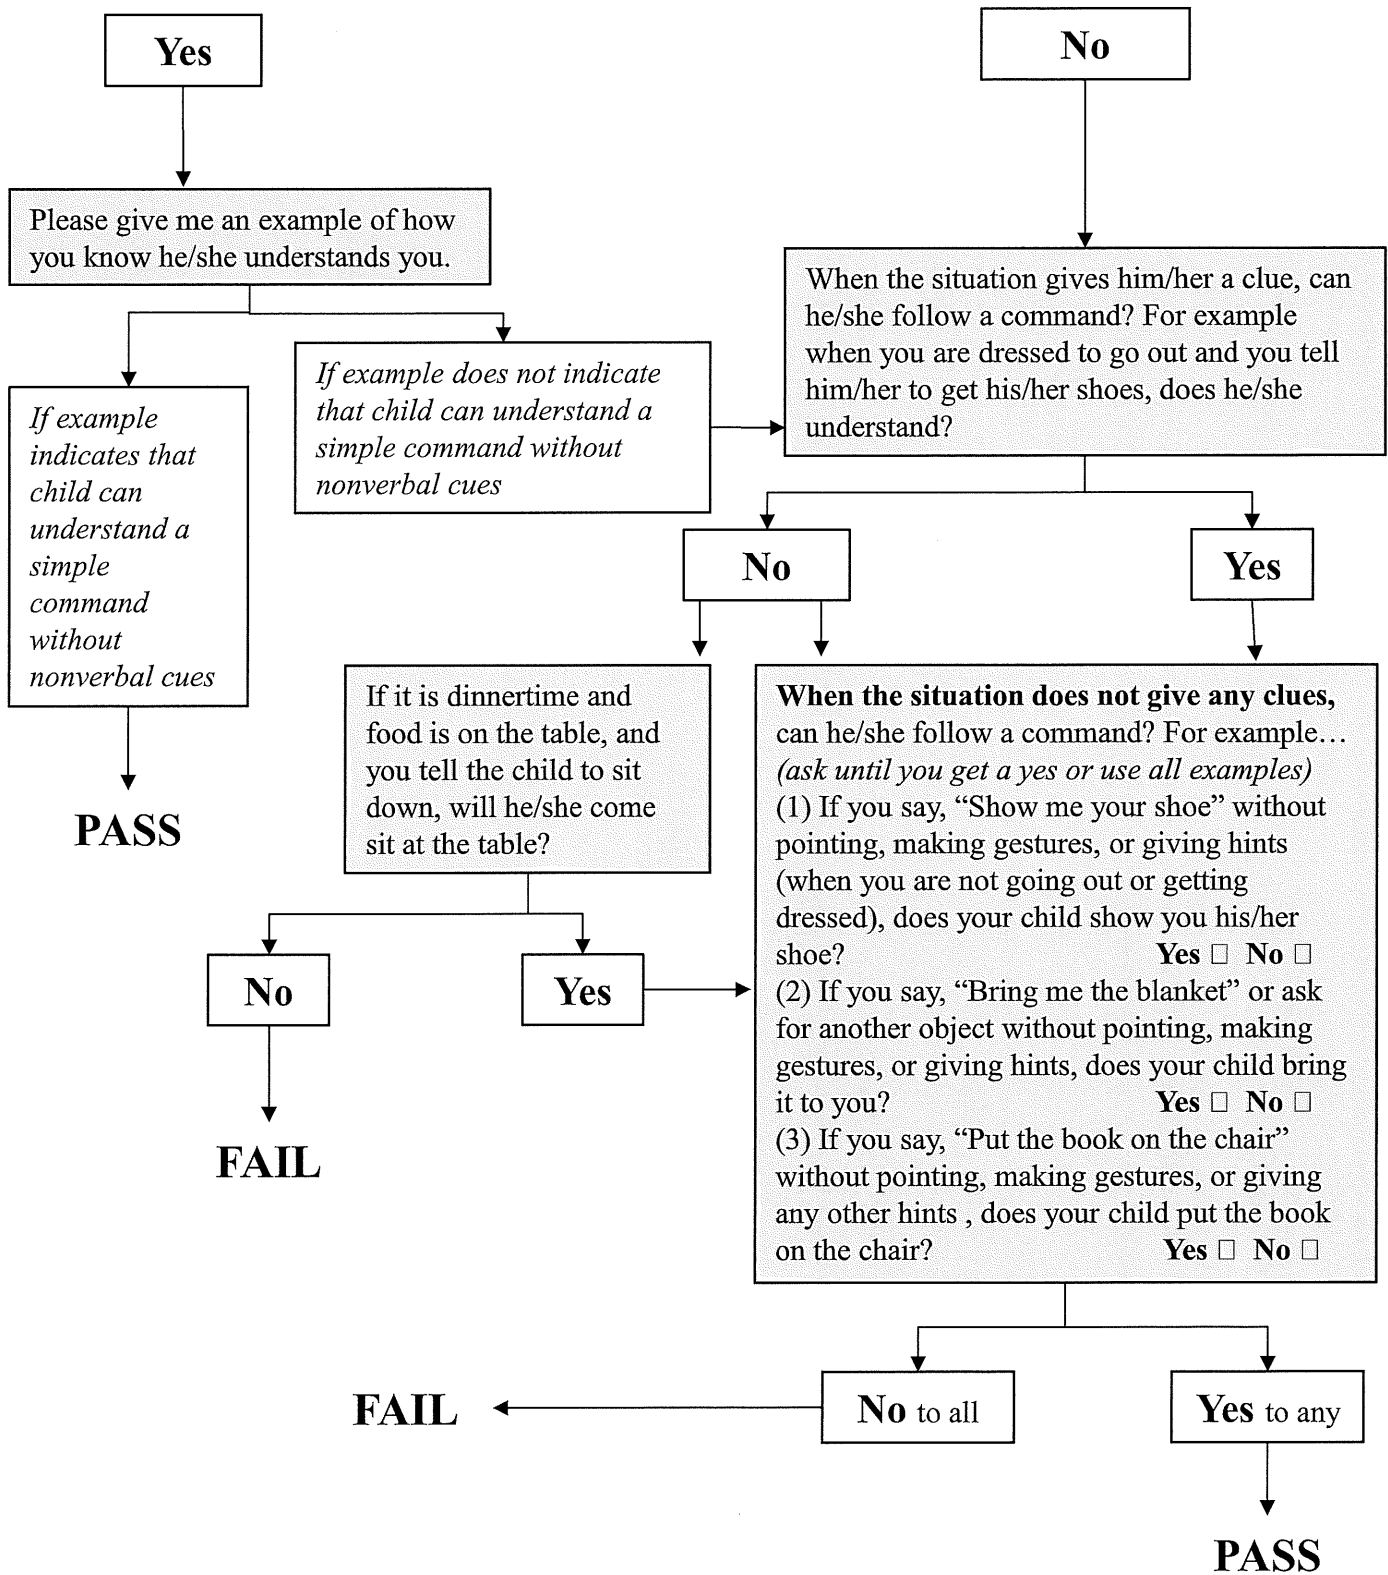 Yes
No
Please give me an example of how
you know he/she understands you.
When the situation gives him/her a clue, can
he/she follow a command? For example
when you are dressed to go out and you tell
him/her to get his/her shoes, does he/she
understand?
If example does not indicate
that child can understand a
simple command without
nonverbal cues
If example
indicates that
child can
understand a
simple
command
without
nonverbal cues
No
Yes
PASS
If it is dinnertime and
food is on the table, and
you tell the child to sit
down, will he/she come
sit at the table?
When the situation does not give any clues,
can he/she follow a command? For example…
(ask until you get a yes or use all examples)
(1) If you say, “Show me your shoe” without
pointing, making gestures, or giving hints
(when you are not going out or getting
dressed), does your child show you his/her
shoe? Yes □ No □
(2) If you say, “Bring me the blanket” or ask
for another object without pointing, making
gestures, or giving hints, does your child bring
it to you? Yes □ No □
(3) If you say, “Put the book on the chair”
without pointing, making gestures, or giving
any other hints , does your child put the book
on the chair? Yes □ No □
No
Yes
FAIL
No to all
Yes to any
FAIL
PASS